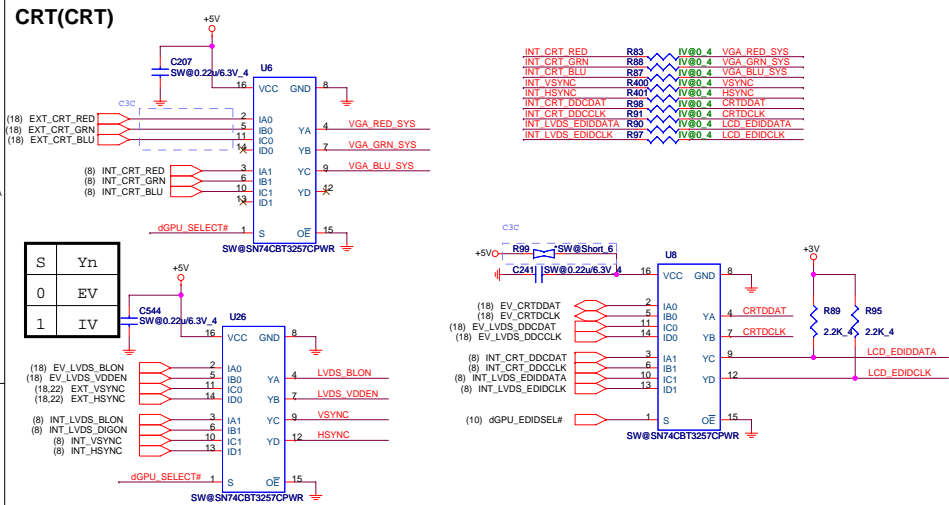 CRT(CRT)
+5V
C207
SW@0.22u/6.3V_4
U6
16 VCC GND 8
C3C
(18) EXT_CRT_RED 2 IA0
(18) EXT_CRT_GRN 5 IB0 YA 4 VGA_RED_SYS
(18) EXT_CRT_BLU 11 IC0
14 ID0 YB 7 VGA_GRN_SYS
(8) INT_CRT_RED 3 IA1 YC 9 VGA_BLU_SYS
(8) INT_CRT_GRN 6 IB1
(8) INT_CRT_BLU 10 IC1 YD 12
13 ID1
dGPU_SELECT# 1 S OE 15
SW@SN74CBT3257CPWR
INT_CRT_RED R83 IV@0_4 VGA_RED_SYS
INT_CRT_GRN R88 IV@0_4 VGA_GRN_SYS
INT_CRT_BLU R87 IV@0_4 VGA_BLU_SYS
INT_VSYNC R400 IV@0_4 VSYNC
INT_HSYNC R401 IV@0_4 HSYNC
INT_CRT_DDCDAT R98 IV@0_4 CRTDDAT
INT_CRT_DDCCLK R91 IV@0_4 CRTDCLK
INT_LVDS_EDIDDATA R90 IV@0_4 LCD_EDIDDATA
INT_LVDS_EDIDCLK R97 IV@0_4 LCD_EDIDCLK
S Yn
0 EV
1 IV
+5V
C544
SW@0.22u/6.3V_4
U26
16 VCC GND 8
(18) EV_LVDS_BLON 2 IA0
(18) EV_LVDS_VDDEN 5 IB0 YA 4 LVDS_BLON
(18,22) EXT_VSYNC 11 IC0
(18,22) EXT_HSYNC 14 ID0 YB 7 LVDS_VDDEN
(8) INT_LVDS_BLON 3 IA1 YC 9 VSYNC
(8) INT_LVDS_DIGON 6 IB1
(8) INT_VSYNC 10 IC1 YD 12 HSYNC
(8) INT_HSYNC 13 ID1
dGPU_SELECT# 1 S OE 15
SW@SN74CBT3257CPWR
C3C
+5V R99 *SW@Short_6
C241 SW@0.22u/6.3V_4
U8
16 VCC GND 8
+3V
(18) EV_CRTDDAT 2 IA0
(18) EV_CRTDCLK 5 IB0 YA 4 CRTDDAT
(18) EV_LVDS_DDCDAT 11 IC0
(18) EV_LVDS_DDCCLK 14 ID0 YB 7 CRTDCLK
R89 2.2K_4
R95 2.2K_4
(8) INT_CRT_DDCDAT 3 IA1 YC 9 LCD_EDIDDATA
(8) INT_CRT_DDCCLK 6 IB1
(8) INT_LVDS_EDIDDATA 10 IC1 YD 12 LCD_EDIDCLK
(8) INT_LVDS_EDIDCLK 13 ID1
(10) dGPU_EDIDSEL# 1 S OE 15
SW@SN74CBT3257CPWR